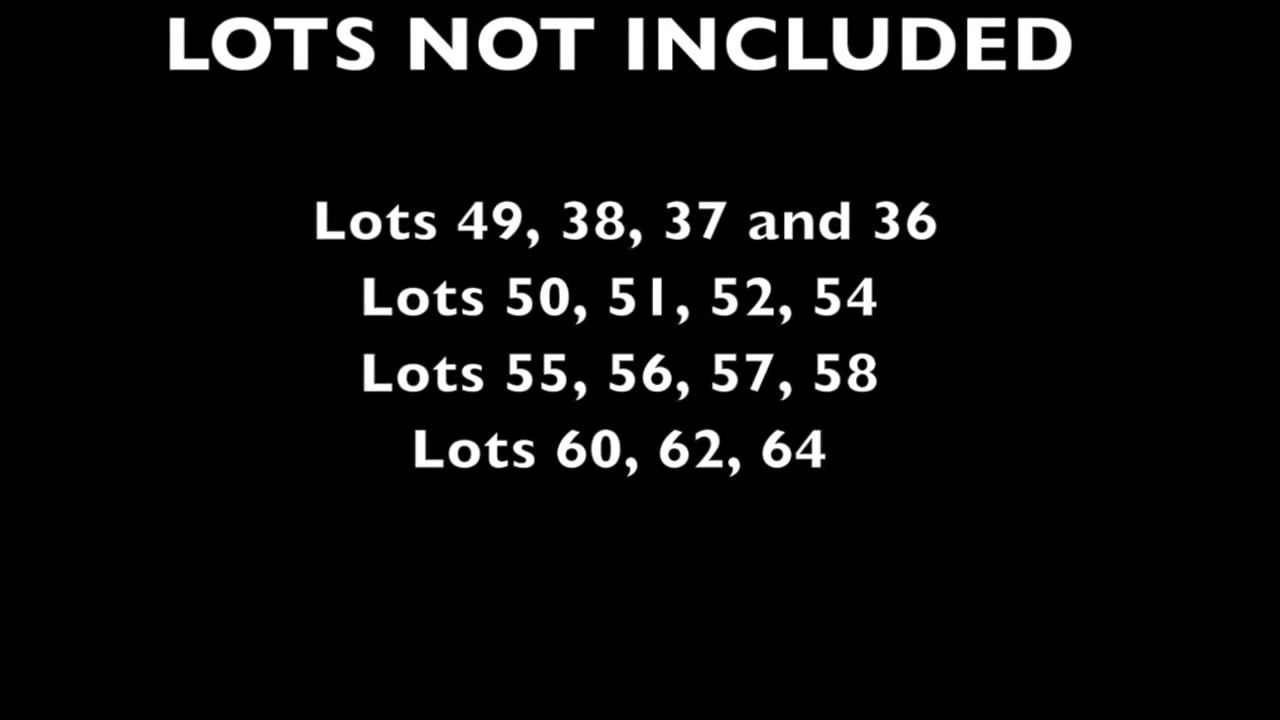 LOTS NOT INCLUDED
Lots 49, 38, 37 and 36
Lots 50, 51, 52, 54
Lots 55, 56, 57, 58
Lots 60, 62, 64